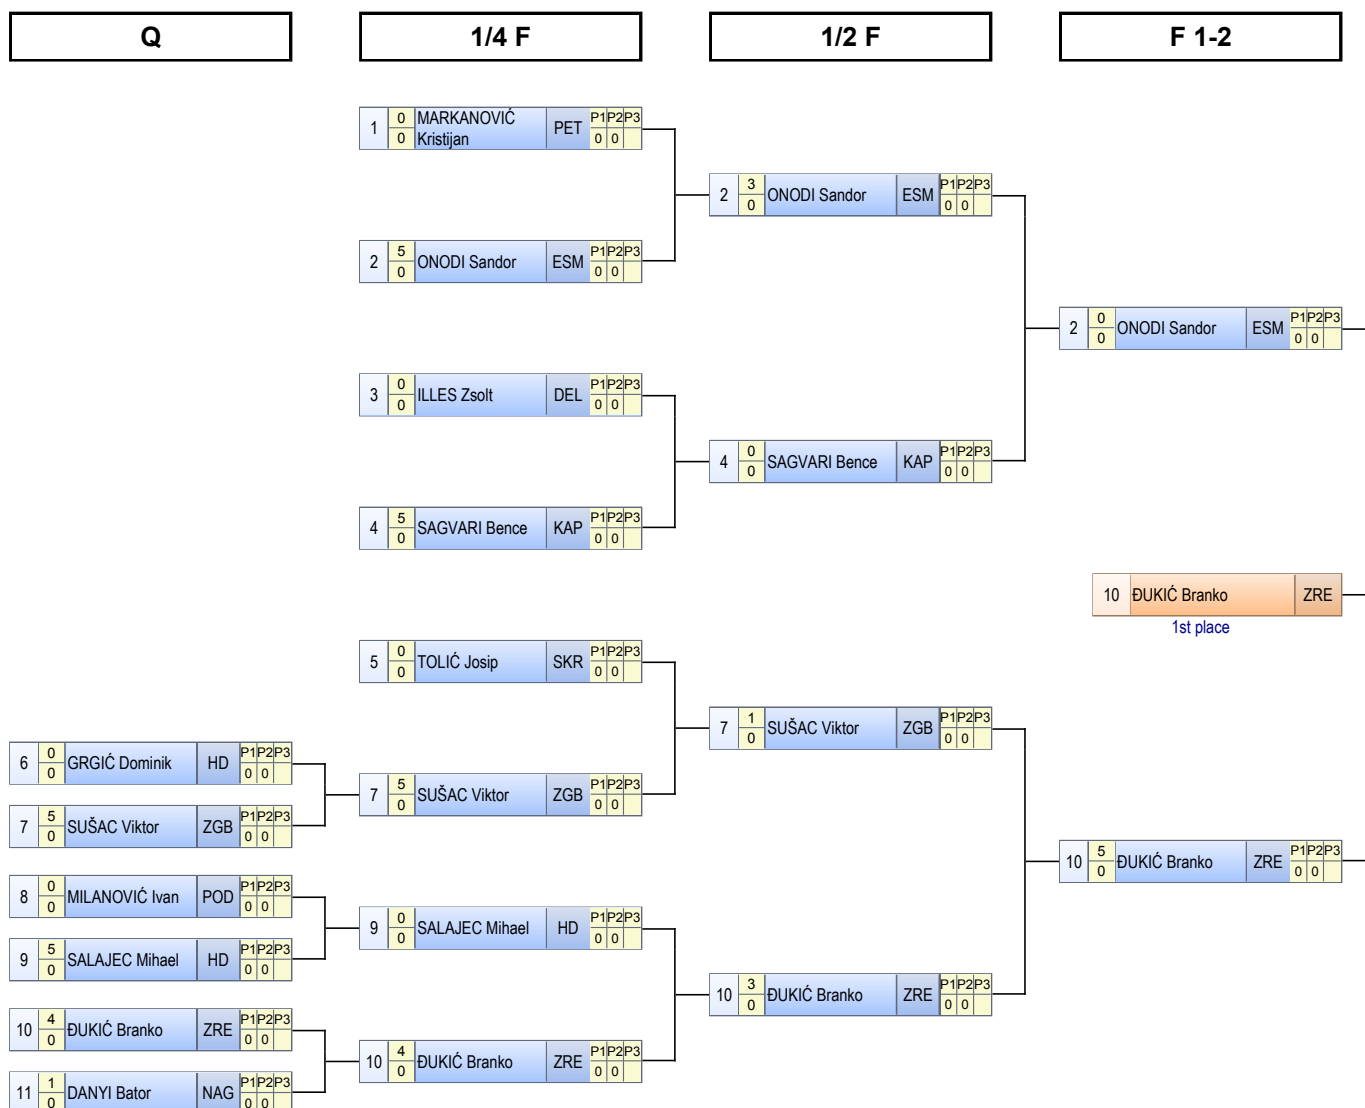 Q 1/4 F 1/2 F F 1-2
1 0 0 MARKANOVIĆ Kristijan PET P1 P2 P3 0 0
2 3 0 ONODI Sandor ESM P1 P2 P3 0 0
2 5 0 ONODI Sandor ESM P1 P2 P3 0 0
2 0 0 ONODI Sandor ESM P1 P2 P3 0 0
3 0 0 ILLES Zsolt DEL P1 P2 P3 0 0
4 0 0 SAGVARI Bence KAP P1 P2 P3 0 0
4 5 0 SAGVARI Bence KAP P1 P2 P3 0 0
10 ĐUKIĆ Branko ZRE
1st place
5 0 0 TOLIĆ Josip SKR P1 P2 P3 0 0
7 1 0 SUŠAC Viktor ZGB P1 P2 P3 0 0
6 0 0 GRGIĆ Dominik HD P1 P2 P3 0 0
7 5 0 SUŠAC Viktor ZGB P1 P2 P3 0 0
7 5 0 SUŠAC Viktor ZGB P1 P2 P3 0 0
10 5 0 ĐUKIĆ Branko ZRE P1 P2 P3 0 0
8 0 0 MILANOVIĆ Ivan POD P1 P2 P3 0 0
9 0 0 SALAJEC Mihael HD P1 P2 P3 0 0
9 5 0 SALAJEC Mihael HD P1 P2 P3 0 0
10 3 0 ĐUKIĆ Branko ZRE P1 P2 P3 0 0
10 4 0 ĐUKIĆ Branko ZRE P1 P2 P3 0 0
10 4 0 ĐUKIĆ Branko ZRE P1 P2 P3 0 0
11 1 0 DANYI Bator NAG P1 P2 P3 0 0